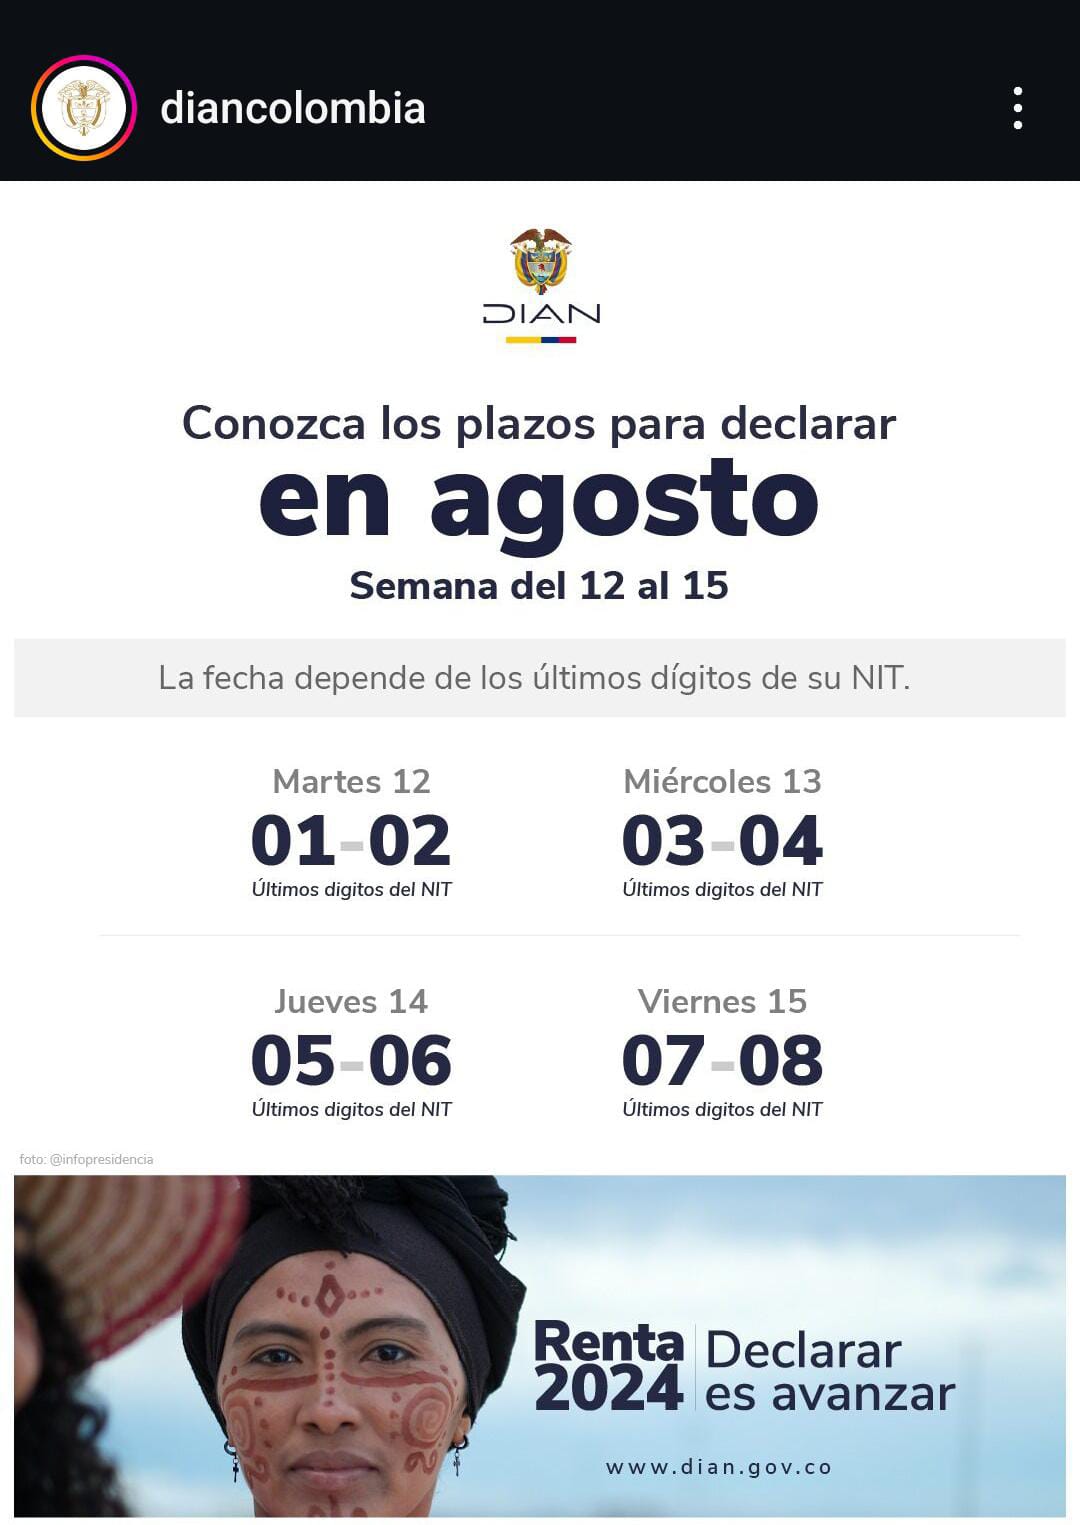 diancolombia
DIAN
Conozca los plazos para declarar
en agosto
Semana del 12 al 15
La fecha depende de los últimos dígitos de su NIT.
Martes 12
01-02
Últimos digitos del NIT
Miércoles 13
03-04
Últimos digitos del NIT
Jueves 14
05-06
Últimos digitos del NIT
Viernes 15
07-08
Últimos digitos del NIT
foto: @infopresidencia
Renta
2024
Declarar
es avanzar
www.dian.gov.co